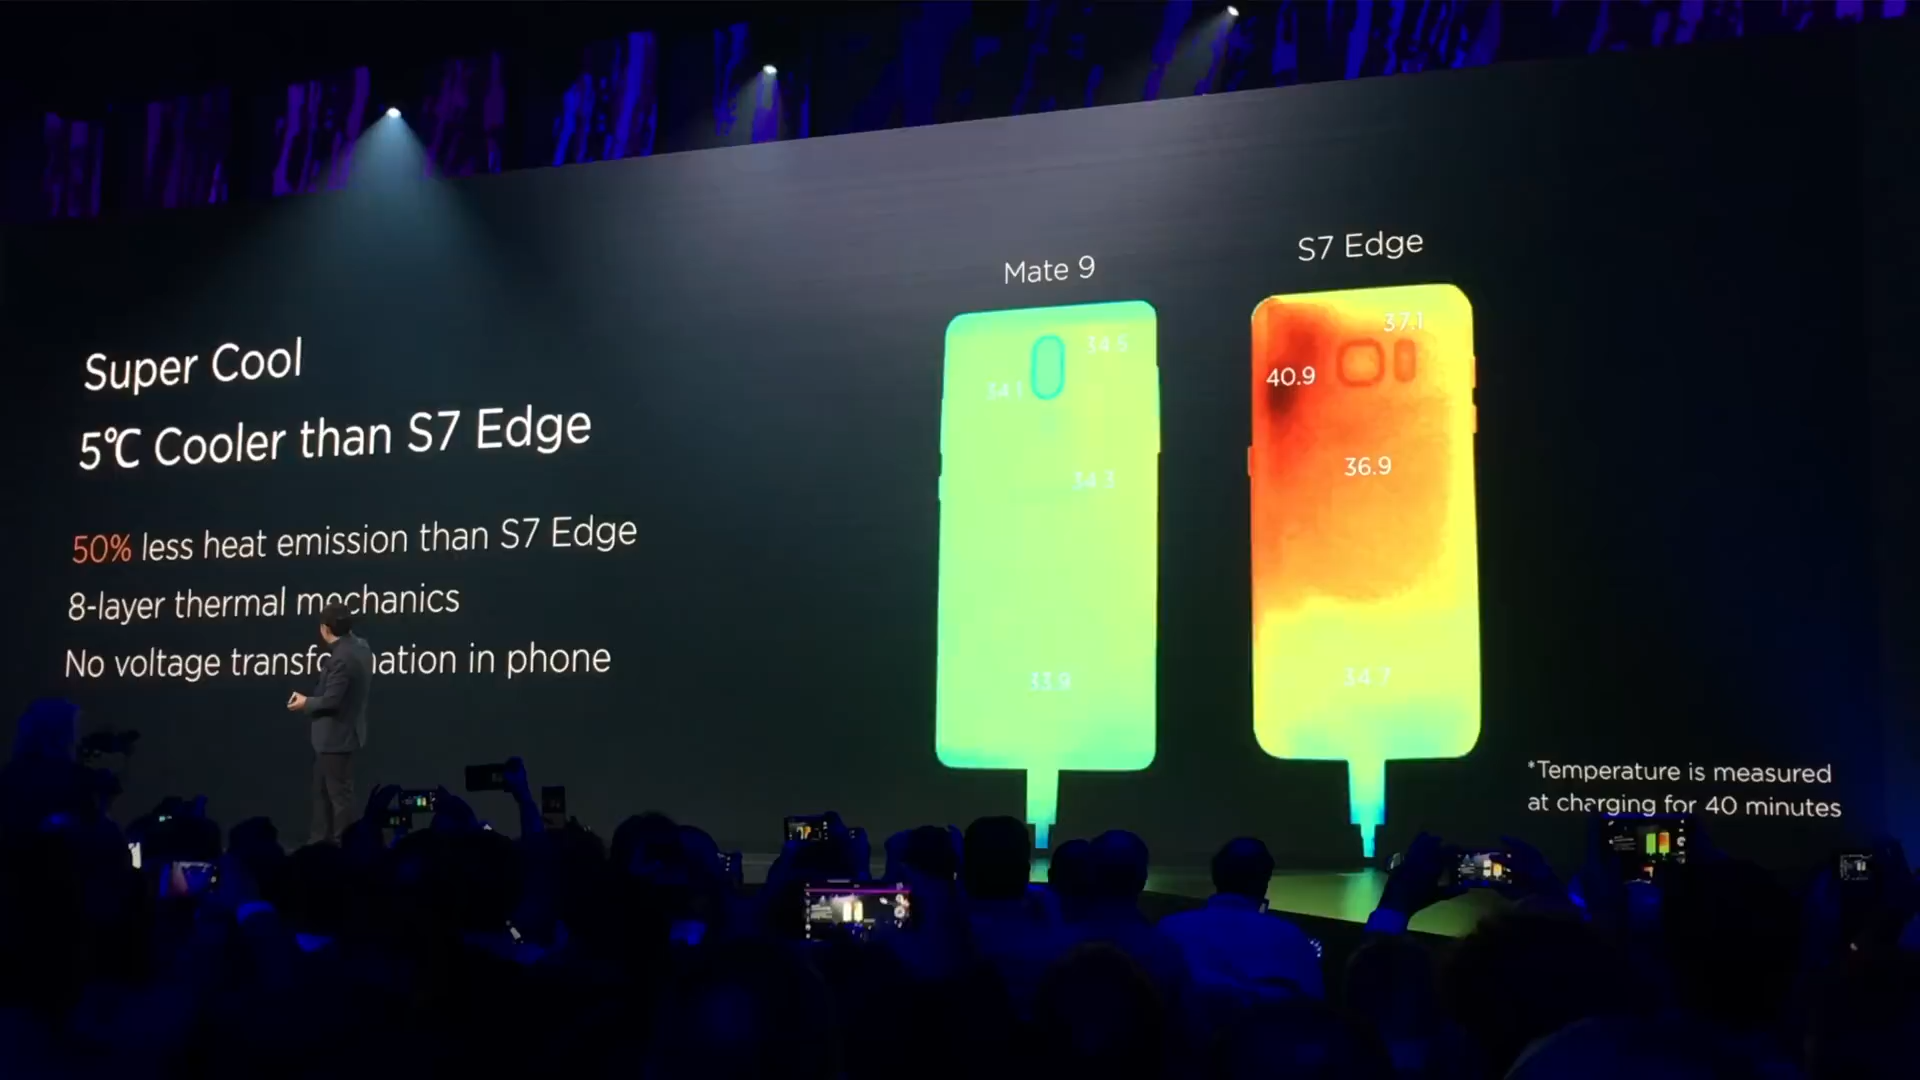 Super Cool
5℃ Cooler than S7 Edge
50% less heat emission than S7 Edge
8-layer thermal mechanics
No voltage transformation in phone
Mate 9
34.5
34.1
34.3
33.9
S7 Edge
37.1
40.9
36.9
34.7
*Temperature is measured
at charging for 40 minutes